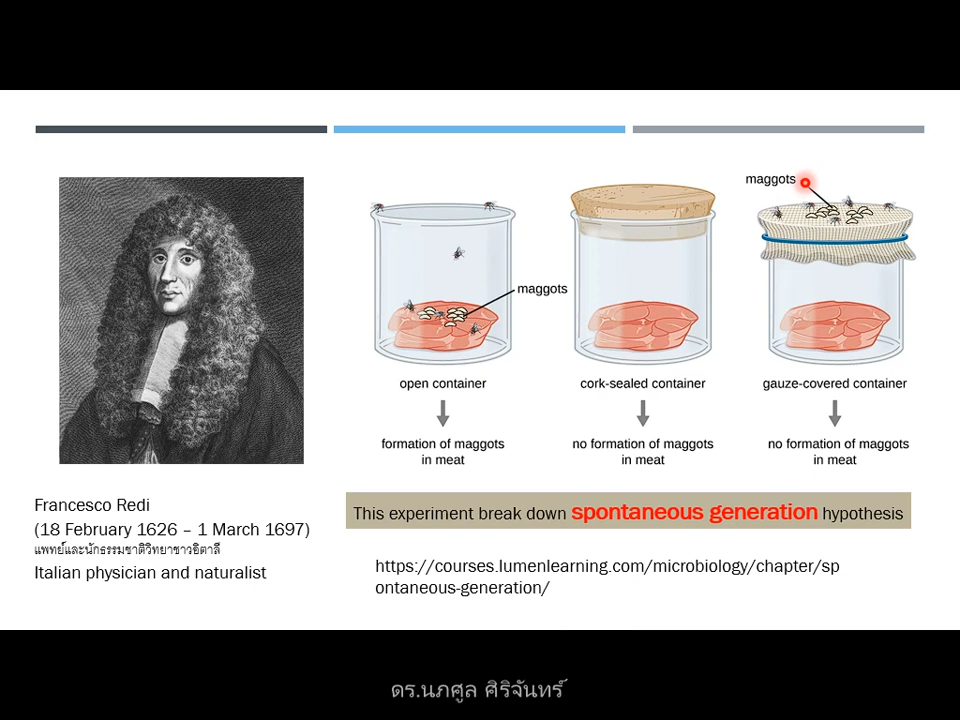 maggots
maggots
open container
cork-sealed container
gauze-covered container
formation of maggots
in meat
no formation of maggots
in meat
no formation of maggots
in meat
Francesco Redi
(18 February 1626 – 1 March 1697)
แพทย์และนักธรรมชาติวิทยาชาวอิตาลี
Italian physician and naturalist
This experiment break down spontaneous generation hypothesis
https://courses.lumenlearning.com/microbiology/chapter/sp
ontaneous-generation/
ดร.นภศูล ศิริจันทร์